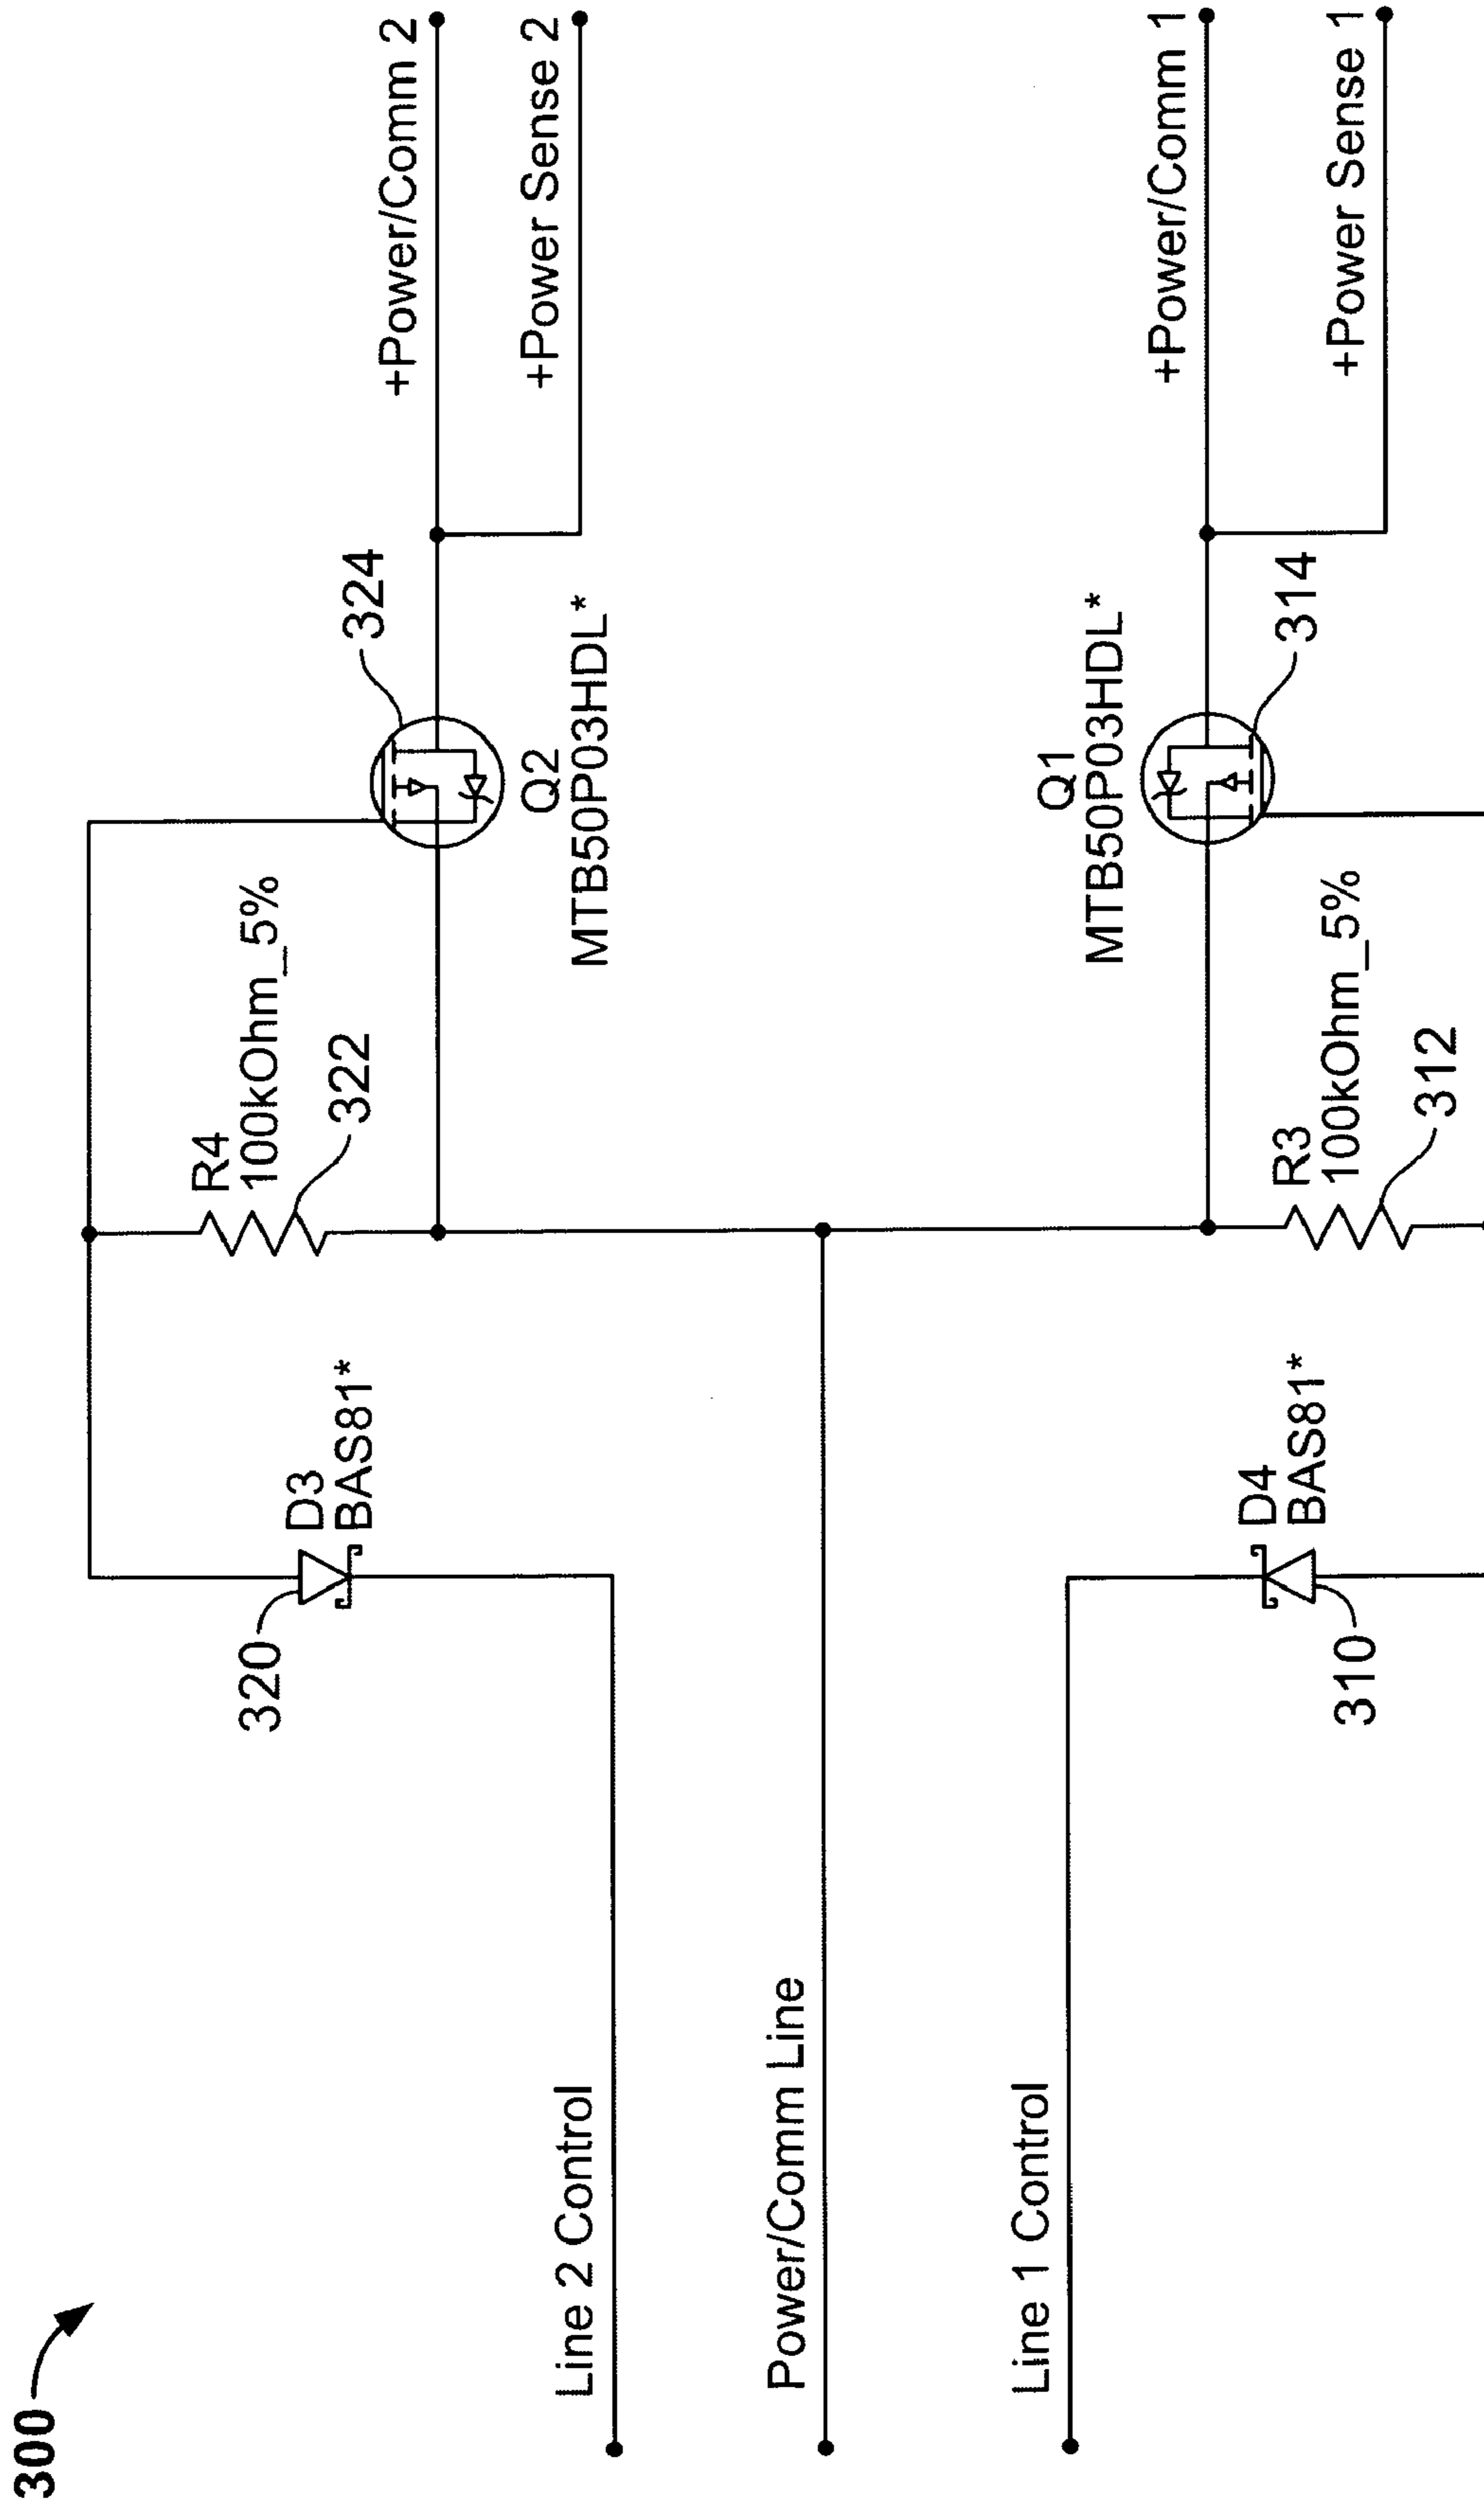 300
Line 2 Control
Power/Comm Line
Line 1 Control
320
D3
BAS81*
310
D4
BAS81*
R4
100kOhm_5%
322
R3
100kOhm_5%
312
324
Q2
MTB50P03HDL*
Q1
MTB50P03HDL*
314
+Power/Comm 2
+Power Sense 2
+Power/Comm 1
+Power Sense 1